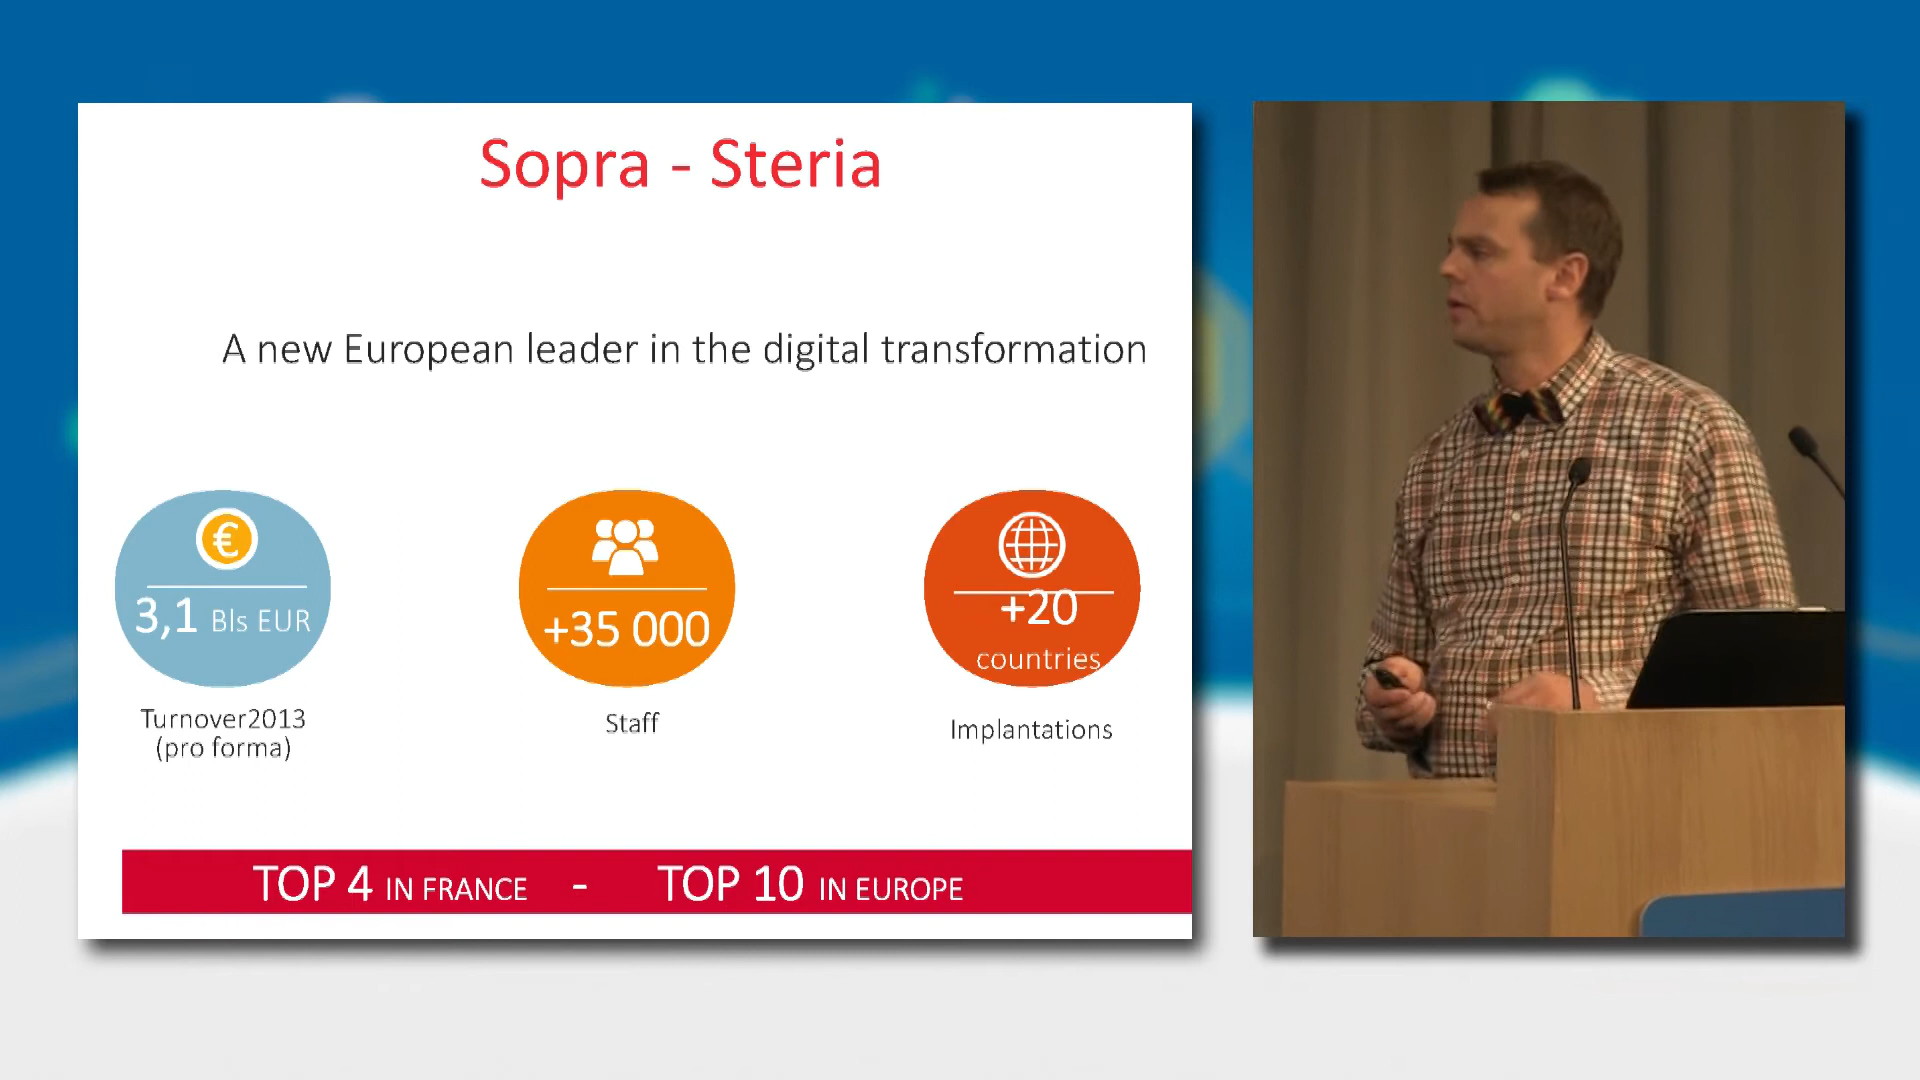 Sopra - Steria
A new European leader in the digital transformation
€
3,1 Bls EUR
Turnover2013
(pro forma)
+35 000
Staff
+20
countries
Implantations
TOP 4 IN FRANCE - TOP 10 IN EUROPE